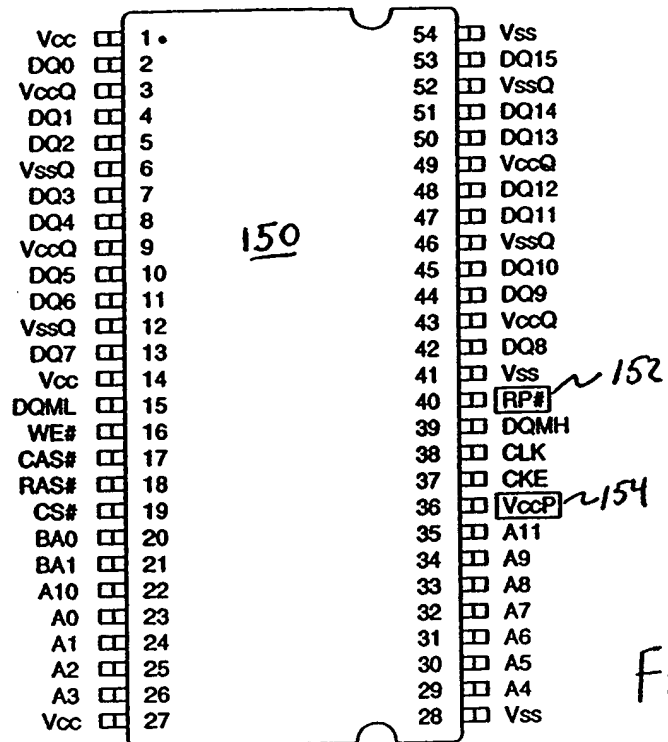 Vcc 1 54 Vss
DQ0 2 53 DQ15
VccQ 3 52 VssQ
DQ1 4 51 DQ14
DQ2 5 50 DQ13
VssQ 6 49 VccQ
DQ3 7 48 DQ12
DQ4 8 47 DQ11
VccQ 9 150 46 VssQ
DQ5 10 45 DQ10
DQ6 11 44 DQ9
VssQ 12 43 VccQ
DQ7 13 42 DQ8
Vcc 14 41 Vss 152
DQML 15 40 RP#
WE# 16 39 DQMH
CAS# 17 38 CLK
RAS# 18 37 CKE
CS# 19 36 VccP 154
BA0 20 35 A11
BA1 21 34 A9
A10 22 33 A8
A0 23 32 A7
A1 24 31 A6
A2 25 30 A5
A3 26 29 A4
Vcc 27 28 Vss